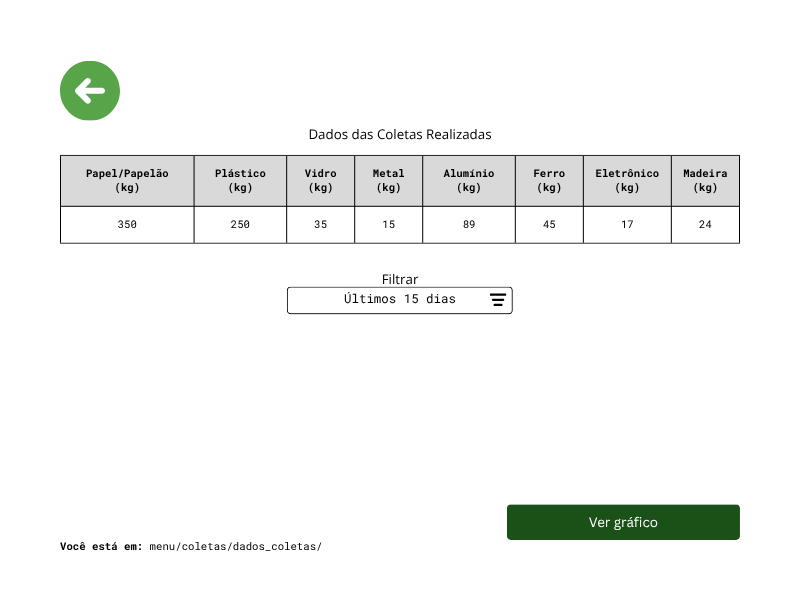 Dados das Coletas Realizadas
Papel/Papelão (kg) Plástico (kg) Vidro (kg) Metal (kg) Alumínio (kg) Ferro (kg) Eletrônico (kg) Madeira (kg)
350 250 35 15 89 45 17 24
Filtrar
Últimos 15 dias
Ver gráfico
Você está em: menu/coletas/dados_coletas/